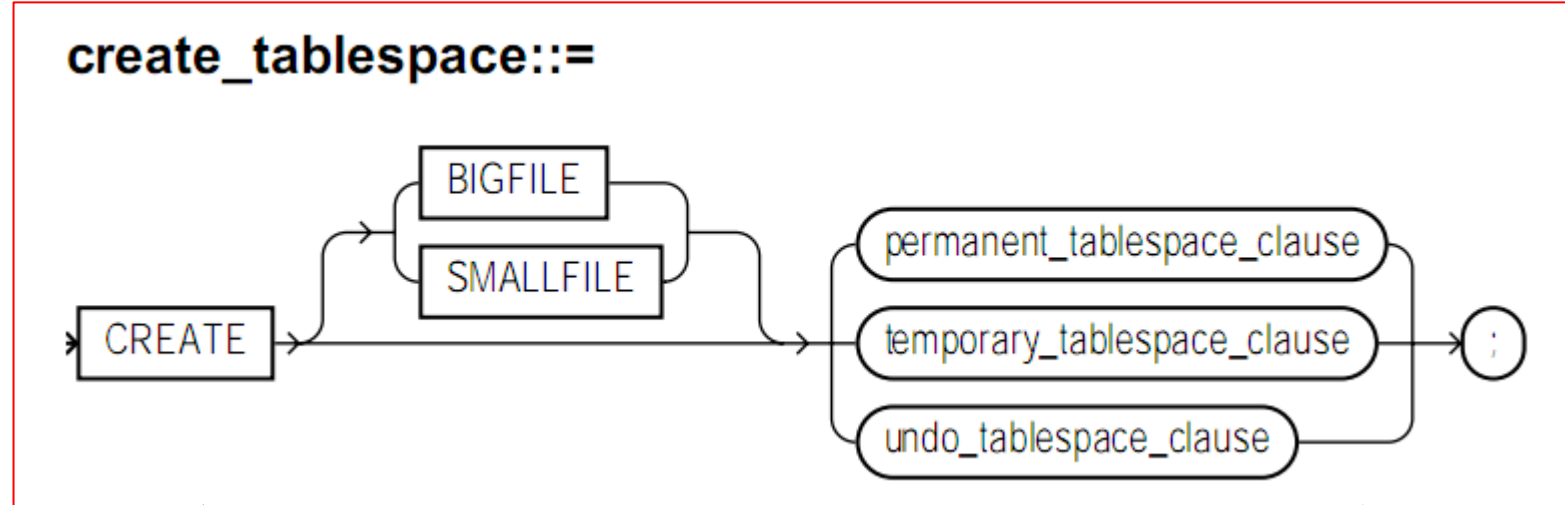 create_tablespace::=
BIGFILE
SMALLFILE
CREATE
permanent_tablespace_clause
temporary_tablespace_clause
;
undo_tablespace_clause